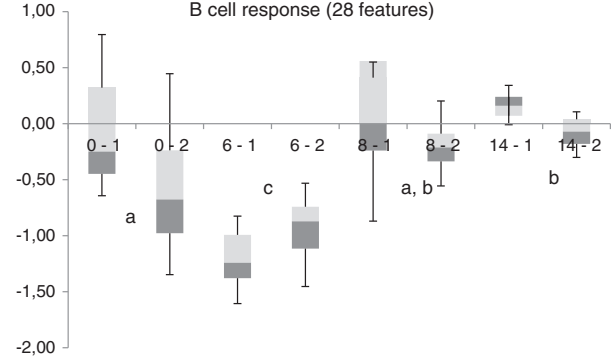 B cell response (28 features)
1,00
0,50
0,00
-0,50
-1,00
-1,50
-2,00
0 - 1
0 - 2
6 - 1
6 - 2
8 - 1
8 - 2
14 - 1
14 - 2
a
c
a, b
b